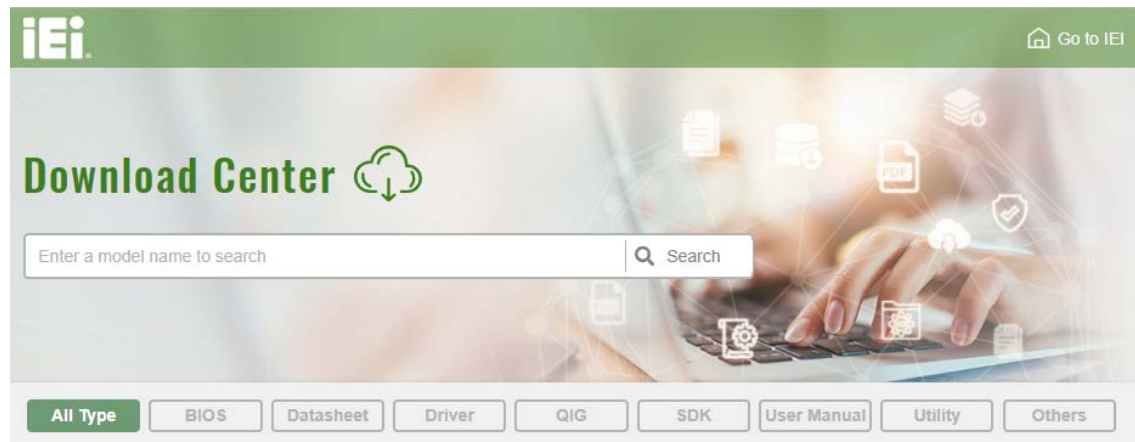 iEi.
Go to IEI
Download Center
Enter a model name to search
Search
PDF
All Type
BIOS
Datasheet
Driver
QIG
SDK
User Manual
Utility
Others